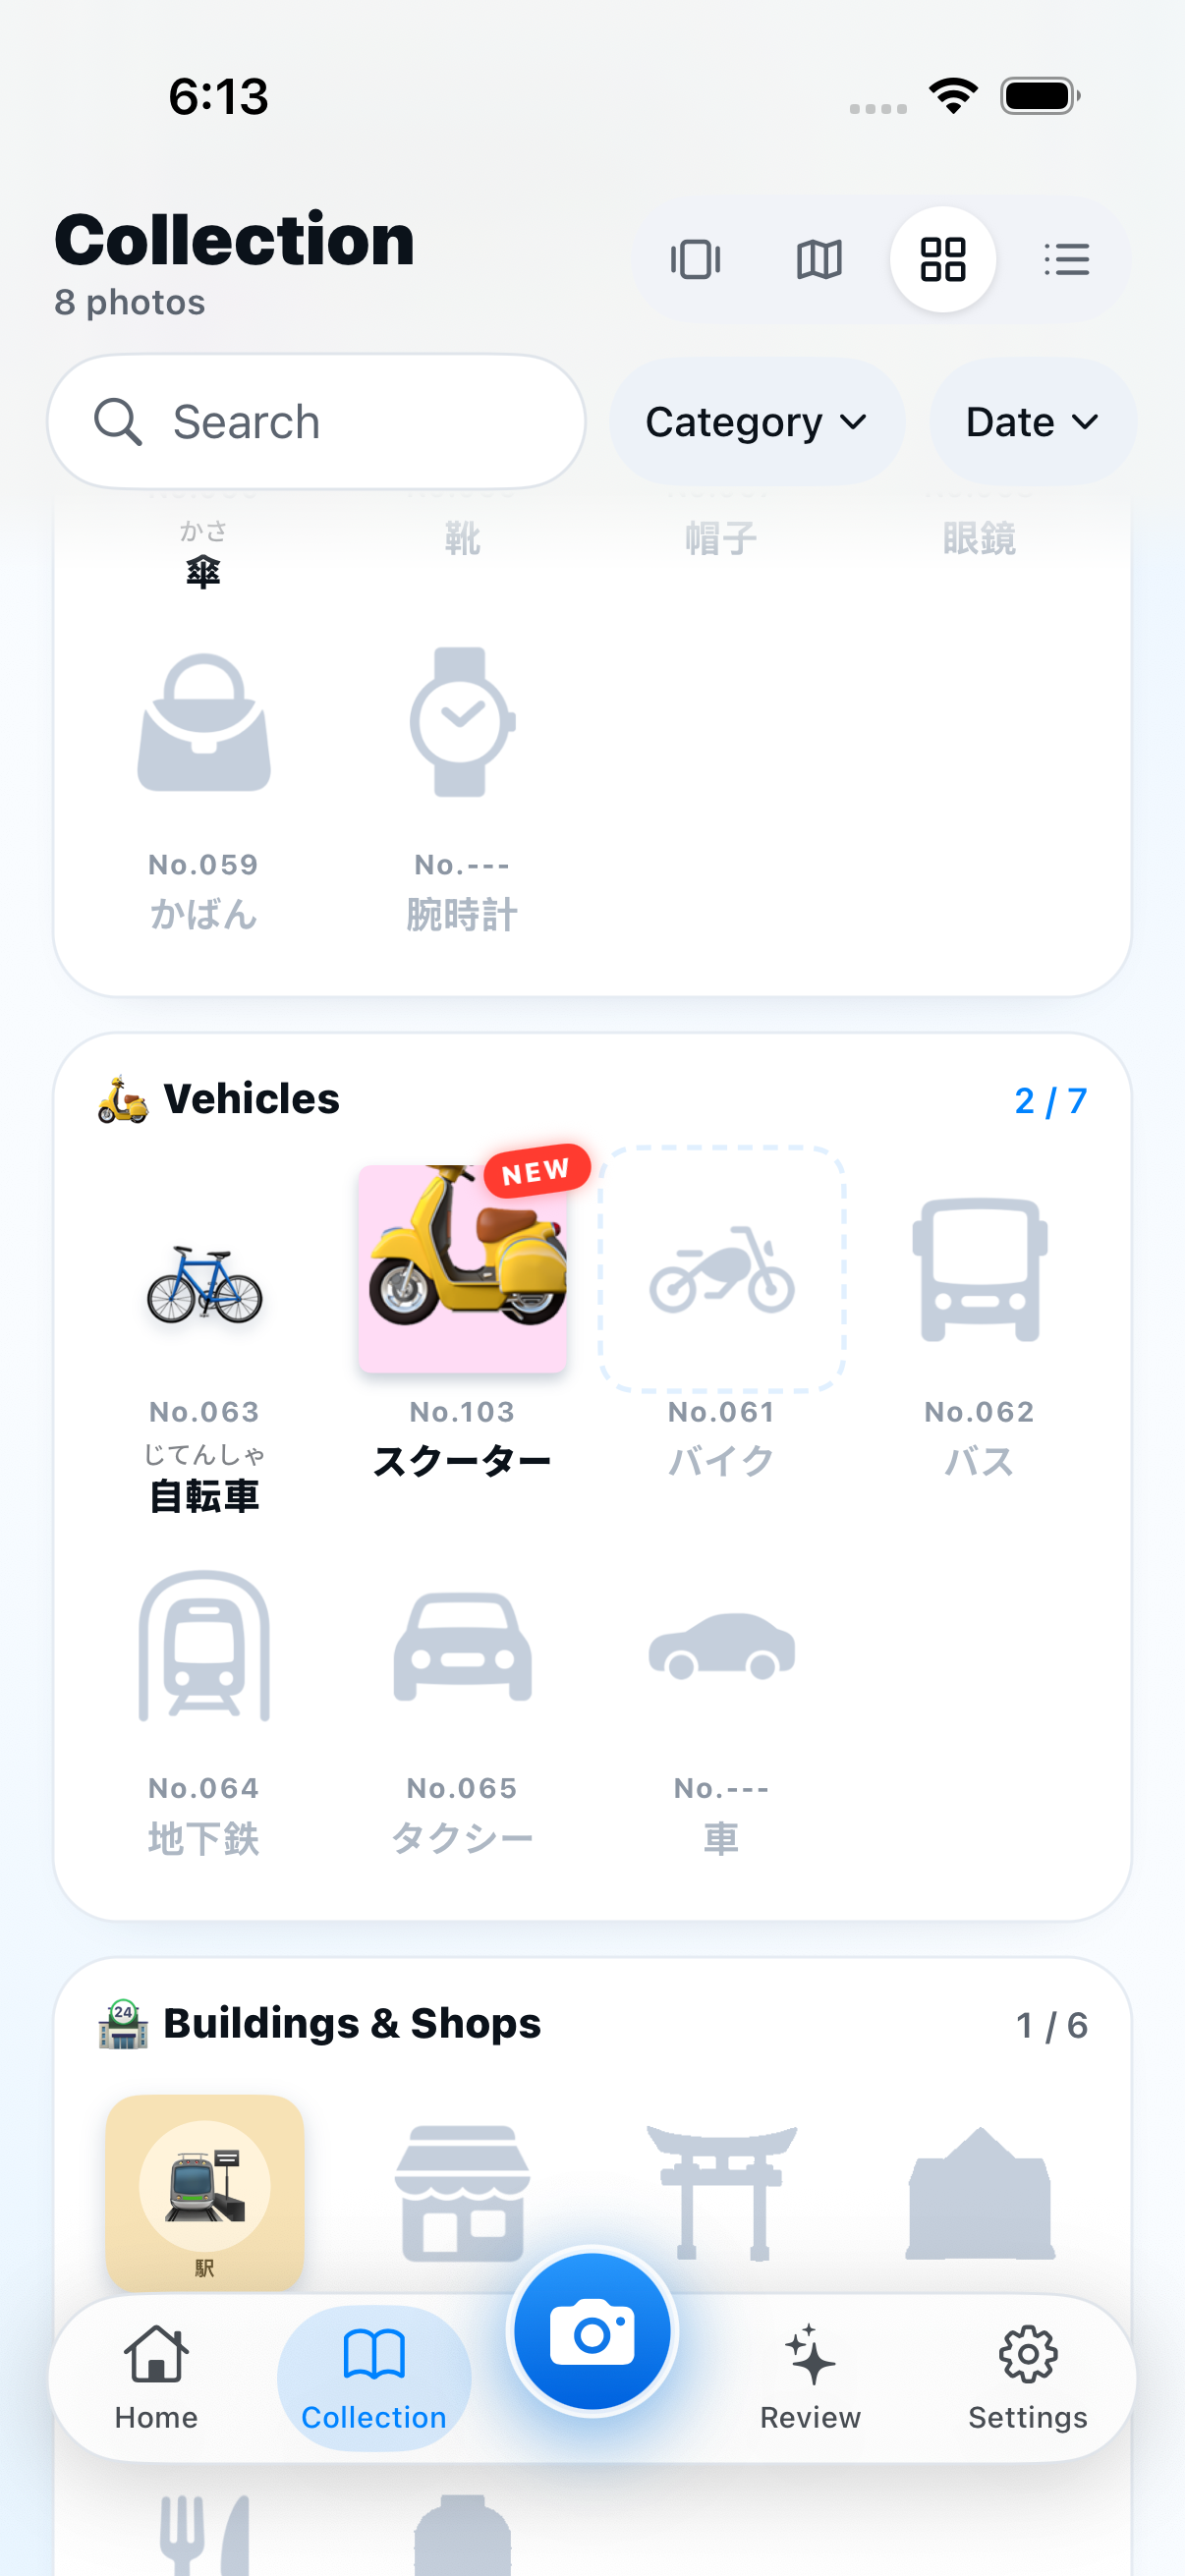 6:13
Collection
8 photos
Search
Category
Date
かさ
傘
靴
帽子
眼鏡
No.059
かばん
No.---
腕時計
Vehicles
2 / 7
NEW
No.063
じてんしゃ
自転車
No.103
スクーター
No.061
バイク
No.062
バス
No.064
地下鉄
No.065
タクシー
No.---
車
24
Buildings & Shops
1 / 6
駅
Home
Collection
Review
Settings